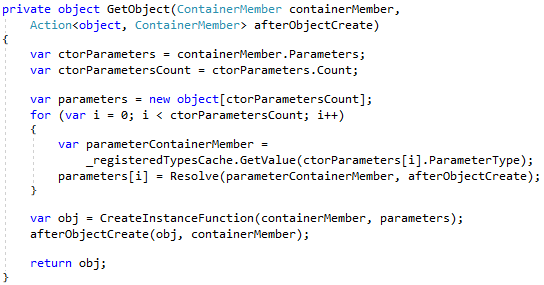 private object GetObject(ContainerMember containerMember,
    Action<object, ContainerMember> afterObjectCreate)
{
    var ctorParameters = containerMember.Parameters;
    var ctorParametersCount = ctorParameters.Count;

    var parameters = new object[ctorParametersCount];
    for (var i = 0; i < ctorParametersCount; i++)
    {
        var parameterContainerMember =
            _registeredTypesCache.GetValue(ctorParameters[i].ParameterType);
        parameters[i] = Resolve(parameterContainerMember, afterObjectCreate);
    }

    var obj = CreateInstanceFunction(containerMember, parameters);
    afterObjectCreate(obj, containerMember);

    return obj;
}